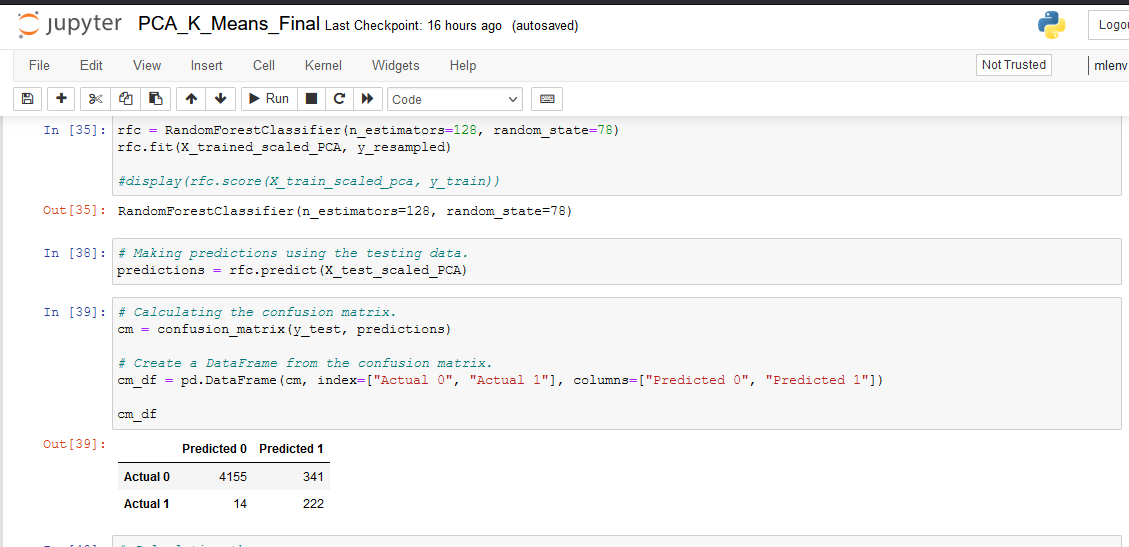 jupyter PCA_K_Means_Final Last Checkpoint: 16 hours ago (autosaved)
Logou
File Edit View Insert Cell Kernel Widgets Help
Not Trusted
mlenv
Run
Code
In [35]: rfc = RandomForestClassifier(n_estimators=128, random_state=78)
rfc.fit(X_trained_scaled_PCA, y_resampled)
#display(rfc.score(X_train_scaled_pca, y_train))
Out[35]: RandomForestClassifier(n_estimators=128, random_state=78)
In [38]: # Making predictions using the testing data.
predictions = rfc.predict(X_test_scaled_PCA)
In [39]: # Calculating the confusion matrix.
cm = confusion_matrix(y_test, predictions)
# Create a DataFrame from the confusion matrix.
cm_df = pd.DataFrame(cm, index=["Actual 0", "Actual 1"], columns=["Predicted 0", "Predicted 1"])
cm_df
Out[39]:
Predicted 0 Predicted 1
Actual 0 4155 341
Actual 1 14 222